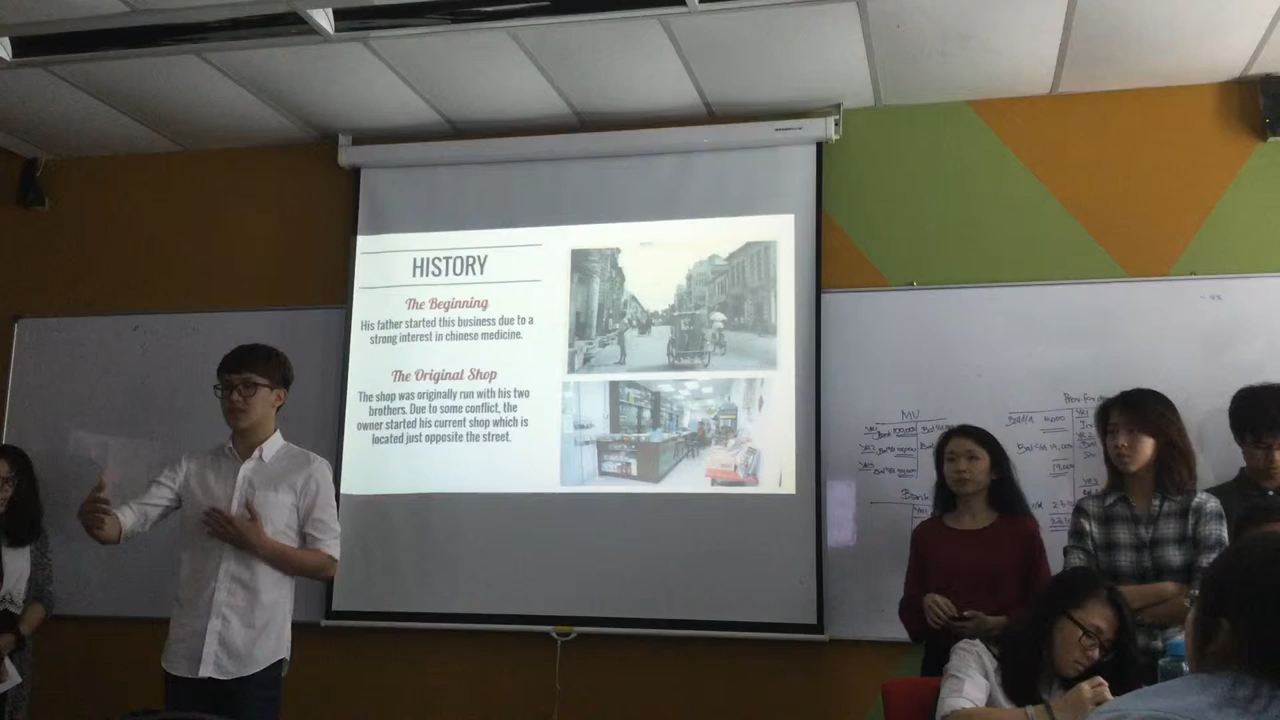 HISTORY
The Beginning
His father started this business due to a
strong interest in chinese medicine.
The Original Shop
The shop was originally run with his two
brothers. Due to some conflict, the
owner started his current shop which is
located just opposite the street.
MV
Bank